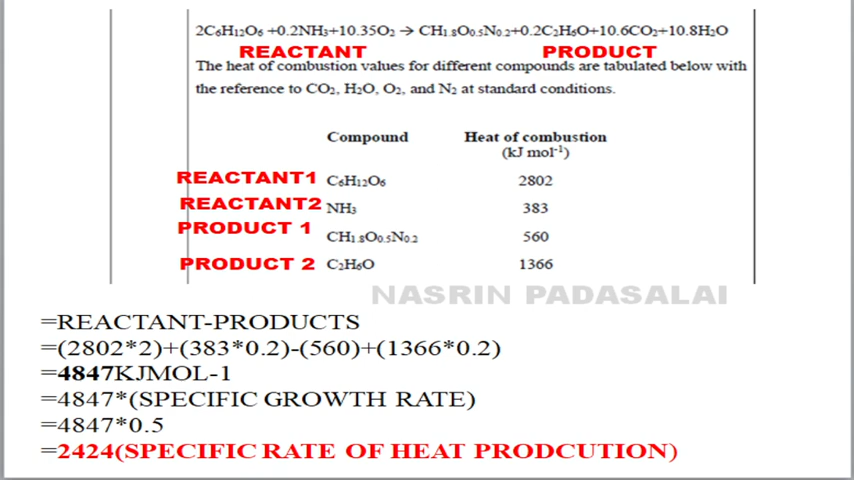 2C₆H₁₂O₆ +0.2NH₃+10.35O₂ → CH₁.₈O₀.₅N₀.₂+0.2C₂H₆O+10.6CO₂+10.8H₂O
REACTANT PRODUCT
The heat of combustion values for different compounds are tabulated below with
the reference to CO₂, H₂O, O₂, and N₂ at standard conditions.
Compound Heat of combustion
(kJ mol⁻¹)
REACTANT1 C₆H₁₂O₆ 2802
REACTANT2 NH₃ 383
PRODUCT 1 CH₁.₈O₀.₅N₀.₂ 560
PRODUCT 2 C₂H₆O 1366
NASRIN PADASALAI
=REACTANT-PRODUCTS
=(2802*2)+(383*0.2)-(560)+(1366*0.2)
=4847KJMOL-1
=4847*(SPECIFIC GROWTH RATE)
=4847*0.5
=2424(SPECIFIC RATE OF HEAT PRODCUTION)